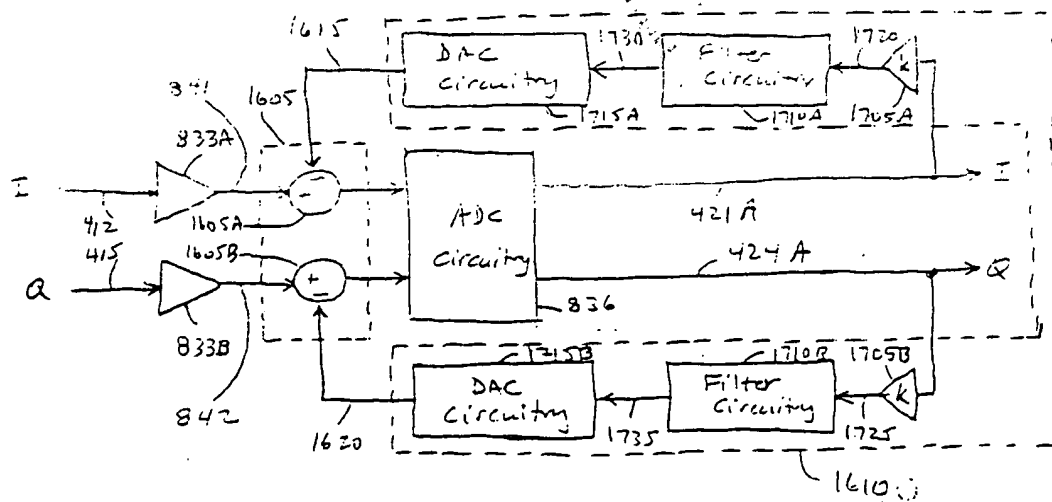 1615
DAC
Circuitry
1715A
1730
Filter
Circuitry
1710A
1720
k
1705A
841
1605
833A
I
412
1605A
ADC
Circuitry
836
I
421A
1605B
415
Q
+
−
424A
Q
833B
842
1620
1715B
DAC
Circuitry
1735
1710B
Filter
Circuitry
1705B
k
1725
1610